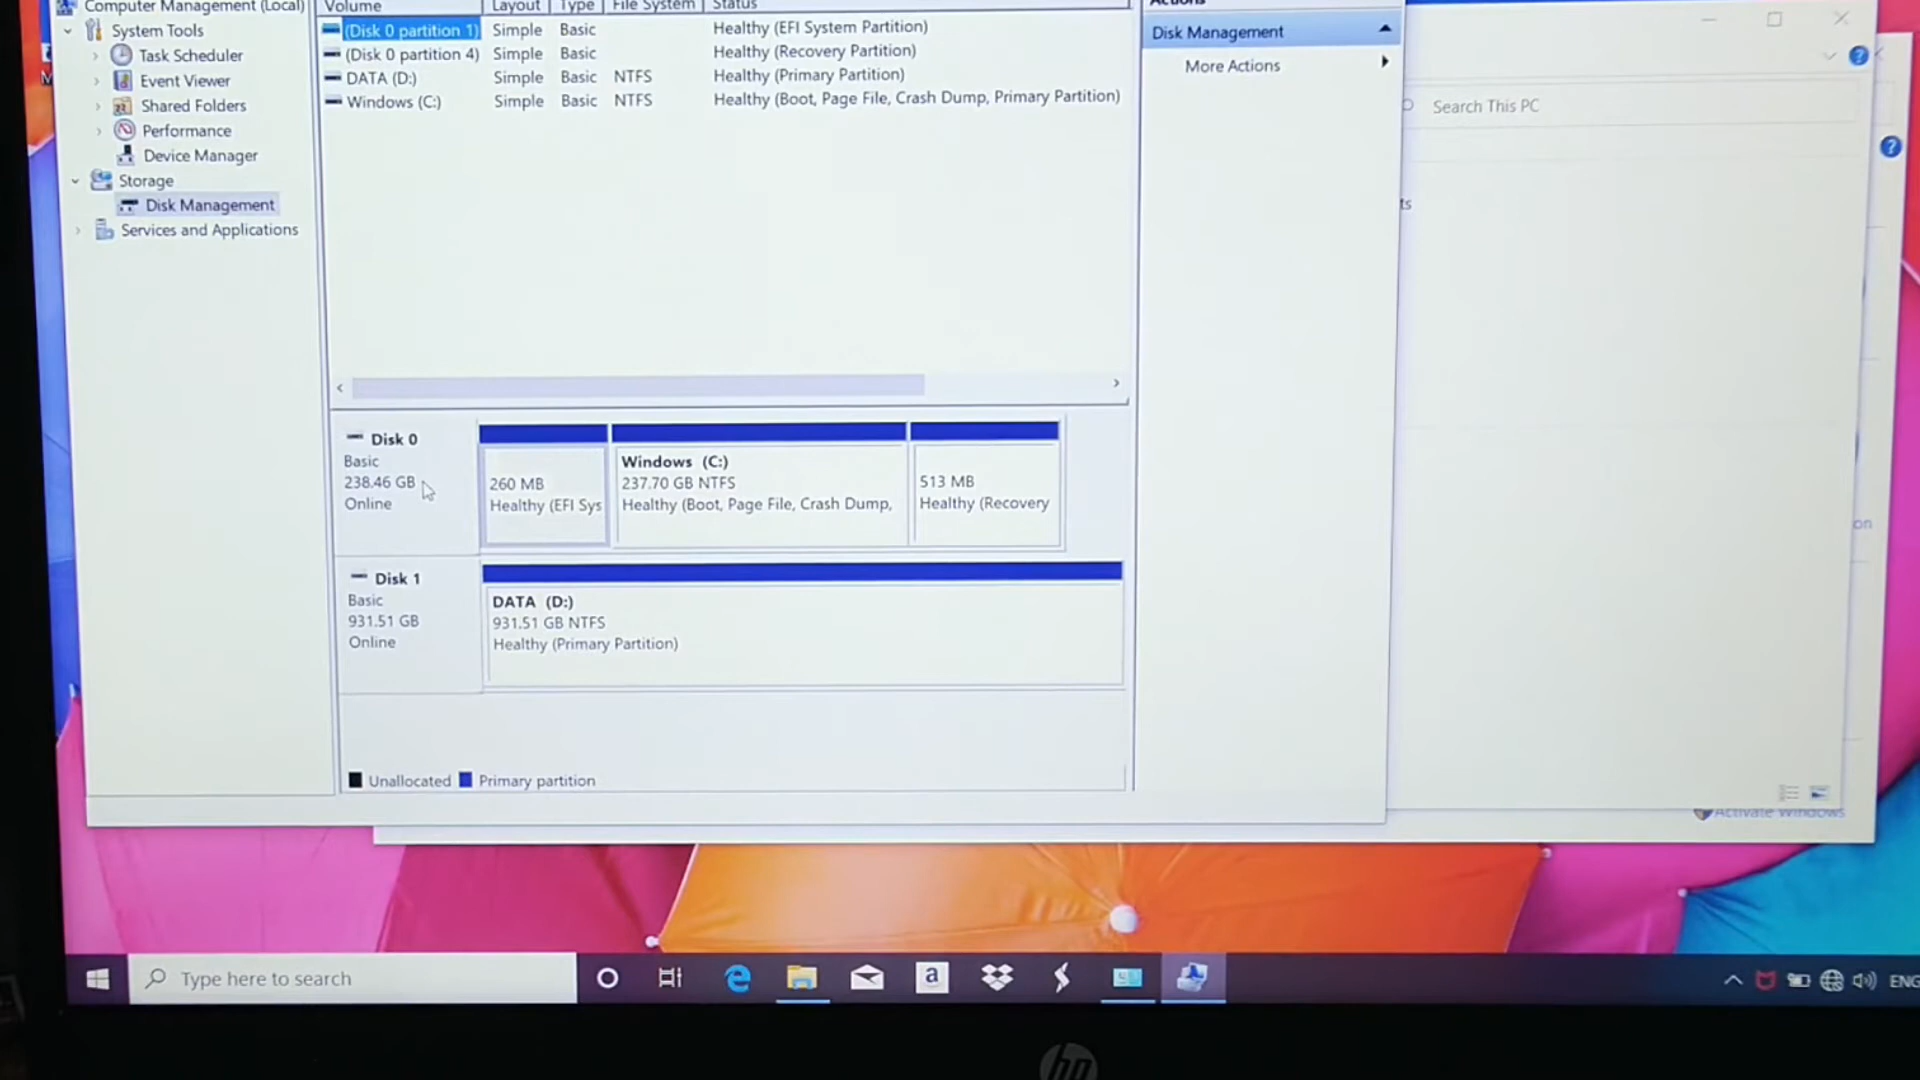 Computer Management (Local)
System Tools
Task Scheduler
Event Viewer
Shared Folders
Performance
Device Manager
Storage
Disk Management
Services and Applications
Volume Layout Type File System Status
(Disk 0 partition 1) Simple Basic Healthy (EFI System Partition)
(Disk 0 partition 4) Simple Basic Healthy (Recovery Partition)
DATA (D:) Simple Basic NTFS Healthy (Primary Partition)
Windows (C:) Simple Basic NTFS Healthy (Boot, Page File, Crash Dump, Primary Partition)
Actions
Disk Management
More Actions
Search This PC
ts
on
Disk 0
Basic
238.46 GB
Online
260 MB
Healthy (EFI Sys
Windows (C:)
237.70 GB NTFS
Healthy (Boot, Page File, Crash Dump,
513 MB
Healthy (Recovery
Disk 1
Basic
931.51 GB
Online
DATA (D:)
931.51 GB NTFS
Healthy (Primary Partition)
Unallocated Primary partition
Activate Windows
Type here to search
a
ENG
hp